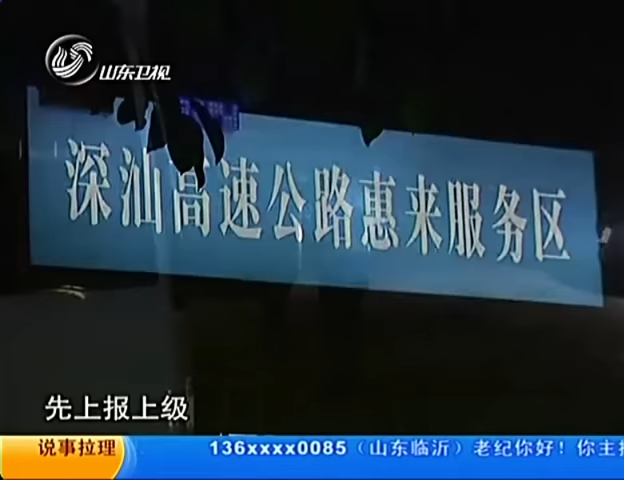 山东卫视
深汕高速公路惠来服务区
先上报上级
说事拉理 136xxxx0085（山东临沂）老纪你好！你主